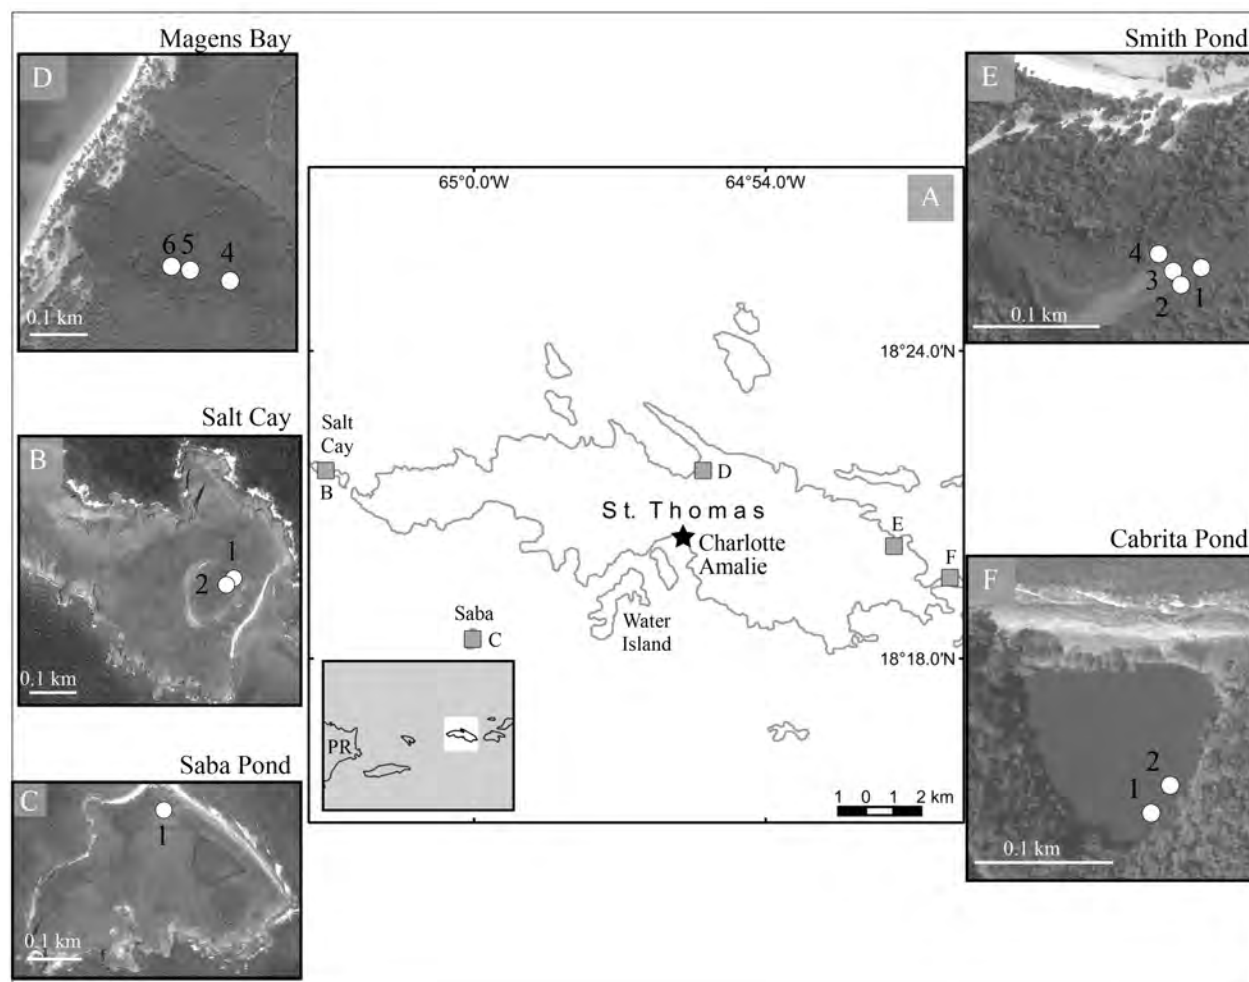 Magens Bay
D
6 5 4
0.1 km
Salt Cay
B
1
2
0.1 km
Saba Pond
C
1
0.1 km
A
65°0.0'W
64°54.0'W
18°24.0'N
18°18.0'N
Salt
Cay
B
D
St. Thomas
Charlotte
Amalie
E
F
Water
Island
Saba
C
PR
1 0 1 2 km
Smith Pond
E
4
3
2
1
0.1 km
Cabrita Pond
F
2
1
0.1 km